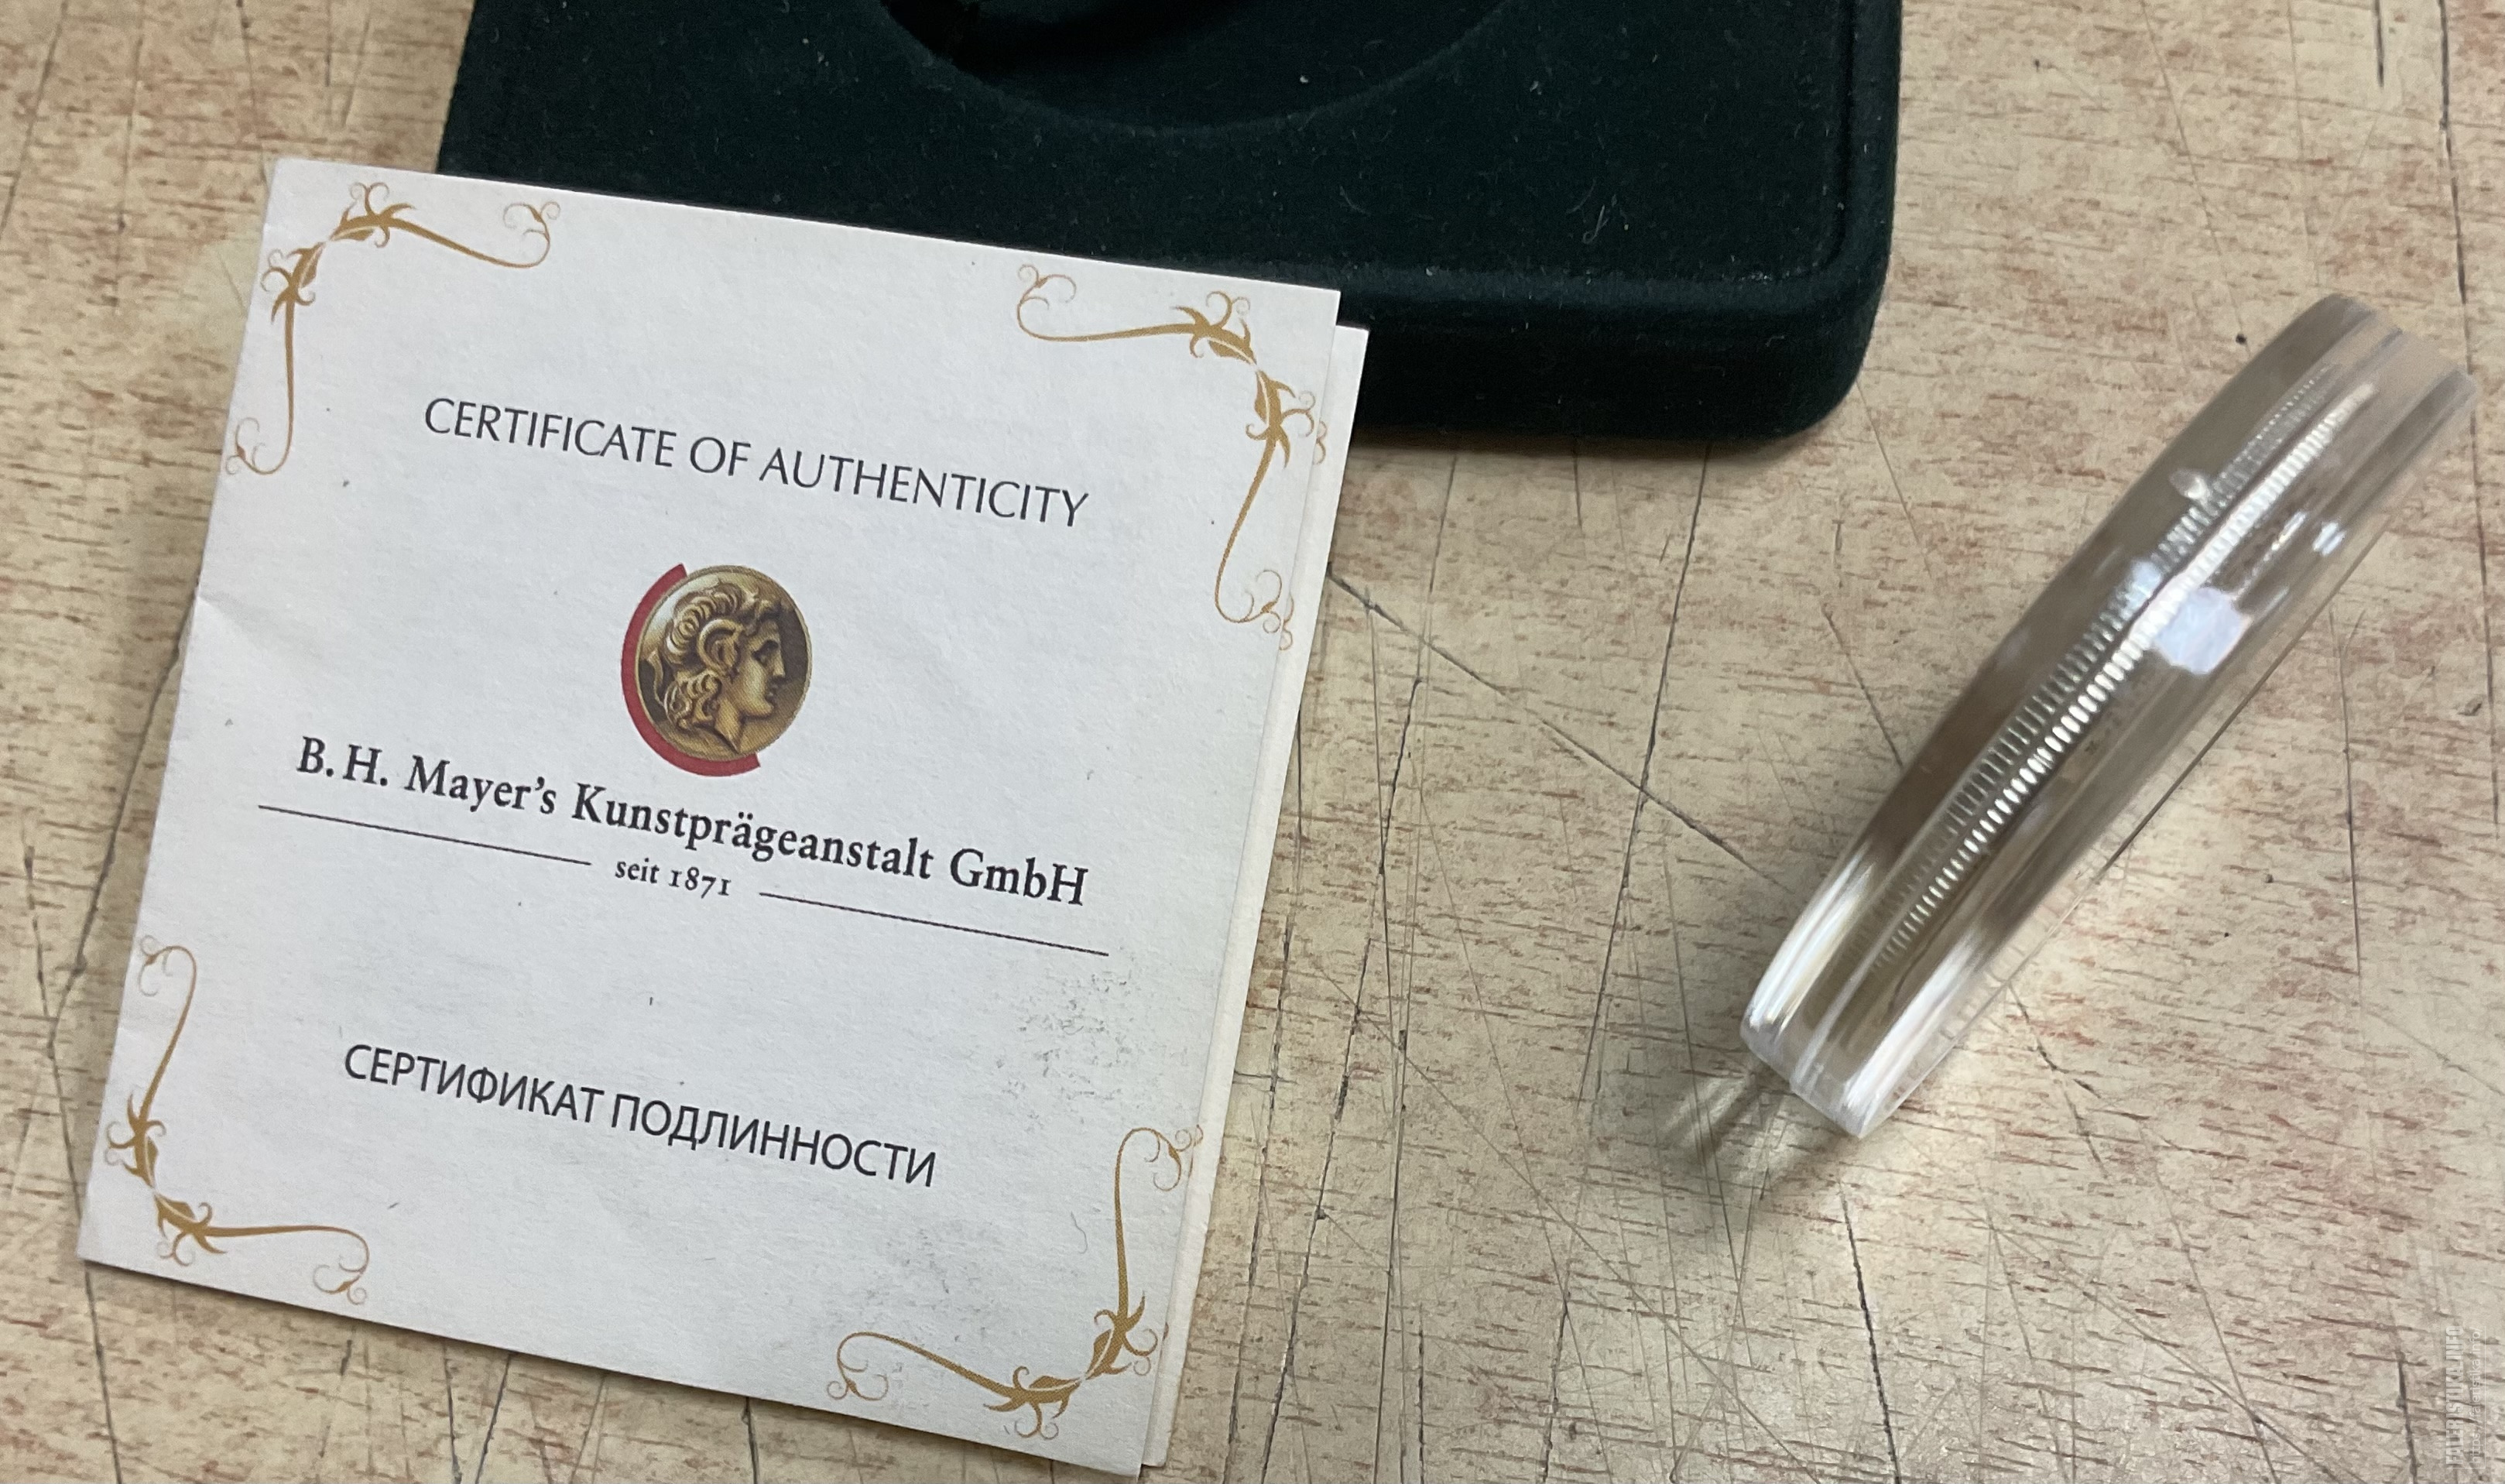 CERTIFICATE OF AUTHENTICITY
B. H. Mayer's Kunstprägeanstalt GmbH
seit 1871
СЕРТИФИКАТ ПОДЛИННОСТИ